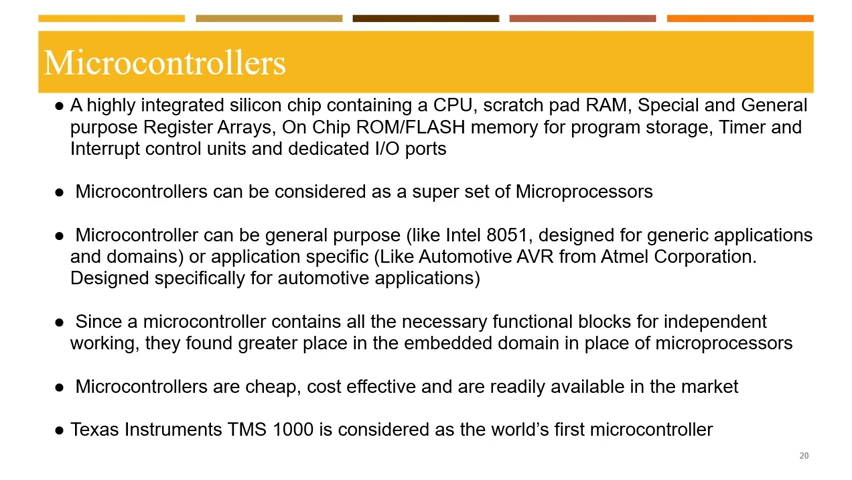 Microcontrollers
● A highly integrated silicon chip containing a CPU, scratch pad RAM, Special and General
purpose Register Arrays, On Chip ROM/FLASH memory for program storage, Timer and
Interrupt control units and dedicated I/O ports
● Microcontrollers can be considered as a super set of Microprocessors
● Microcontroller can be general purpose (like Intel 8051, designed for generic applications
and domains) or application specific (Like Automotive AVR from Atmel Corporation.
Designed specifically for automotive applications)
● Since a microcontroller contains all the necessary functional blocks for independent
working, they found greater place in the embedded domain in place of microprocessors
● Microcontrollers are cheap, cost effective and are readily available in the market
● Texas Instruments TMS 1000 is considered as the world’s first microcontroller
20